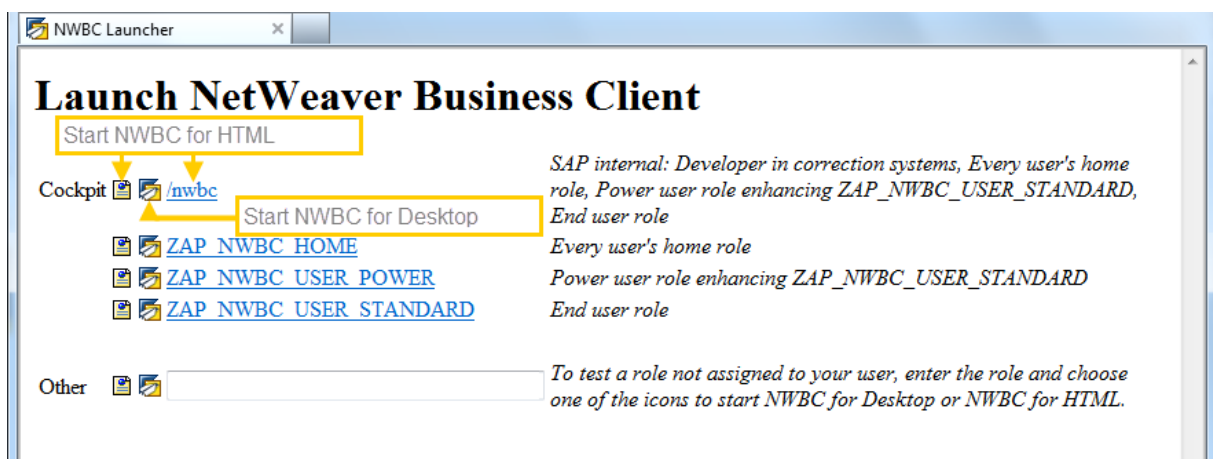 NWBC Launcher
Launch NetWeaver Business Client
Start NWBC for HTML
Cockpit /nwbc
SAP internal: Developer in correction systems, Every user's home
role, Power user role enhancing ZAP_NWBC_USER_STANDARD,
End user role
Start NWBC for Desktop
ZAP_NWBC_HOME Every user's home role
ZAP_NWBC_USER_POWER Power user role enhancing ZAP_NWBC_USER_STANDARD
ZAP_NWBC_USER_STANDARD End user role
Other
To test a role not assigned to your user, enter the role and choose
one of the icons to start NWBC for Desktop or NWBC for HTML.